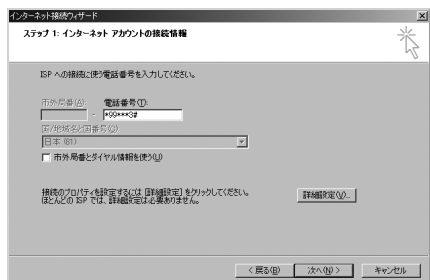 インターネット接続ウィザード
ステップ 1: インターネット アカウントの接続情報
ISP への接続に使う電話番号を入力してください。
市外局番(A): 電話番号(T):
- *99***3#
国/地域名と国番号(C):
日本 (81)
市外局番とダイヤル情報を使う(U)
接続のプロパティを設定するには [詳細設定] をクリックしてください。
ほとんどの ISP では、詳細設定は必要ありません。
詳細設定(V)...
< 戻る(B) 次へ(N) > キャンセル